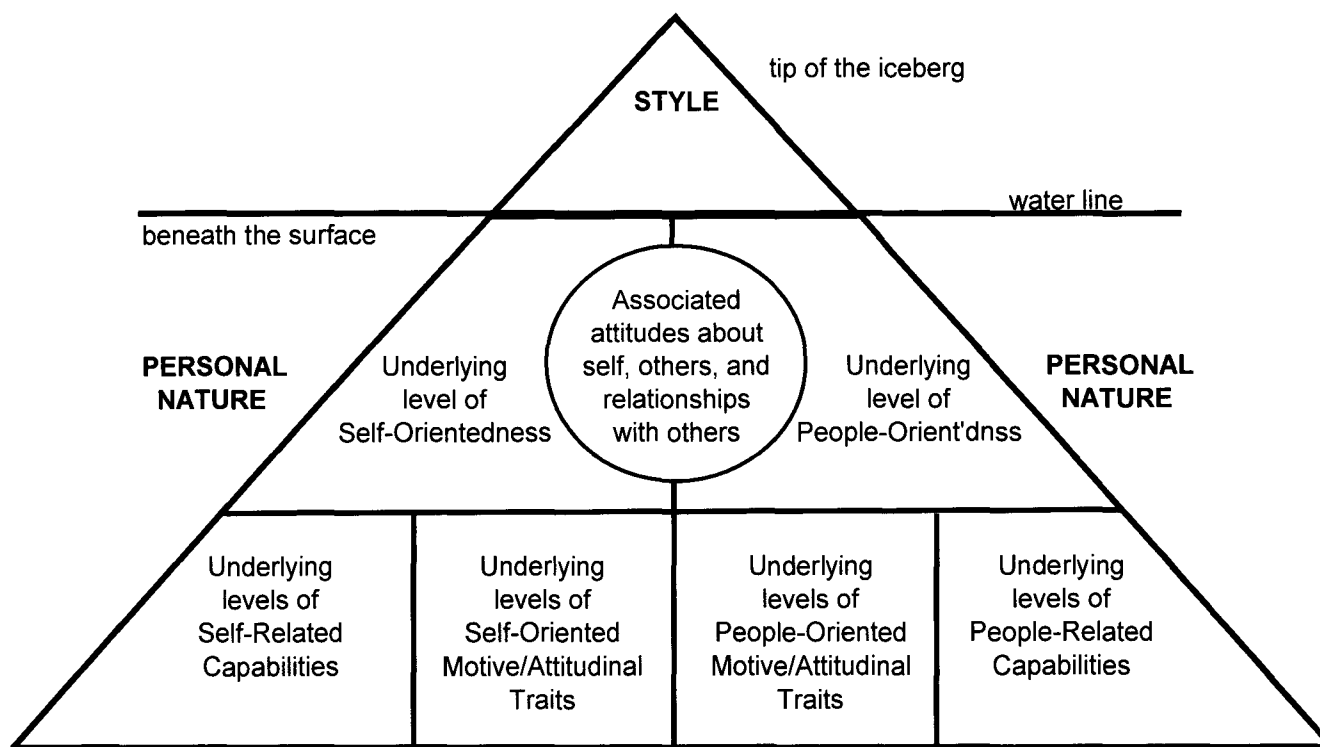 tip of the iceberg
STYLE
water line
beneath the surface
PERSONAL
NATURE
Underlying
level of
Self-Orientedness
Associated
attitudes about
self, others, and
relationships
with others
Underlying
level of
People-Orient'dnss
PERSONAL
NATURE
Underlying
levels of
Self-Related
Capabilities
Underlying
levels of
Self-Oriented
Motive/Attitudinal
Traits
Underlying
levels of
People-Oriented
Motive/Attitudinal
Traits
Underlying
levels of
People-Related
Capabilities